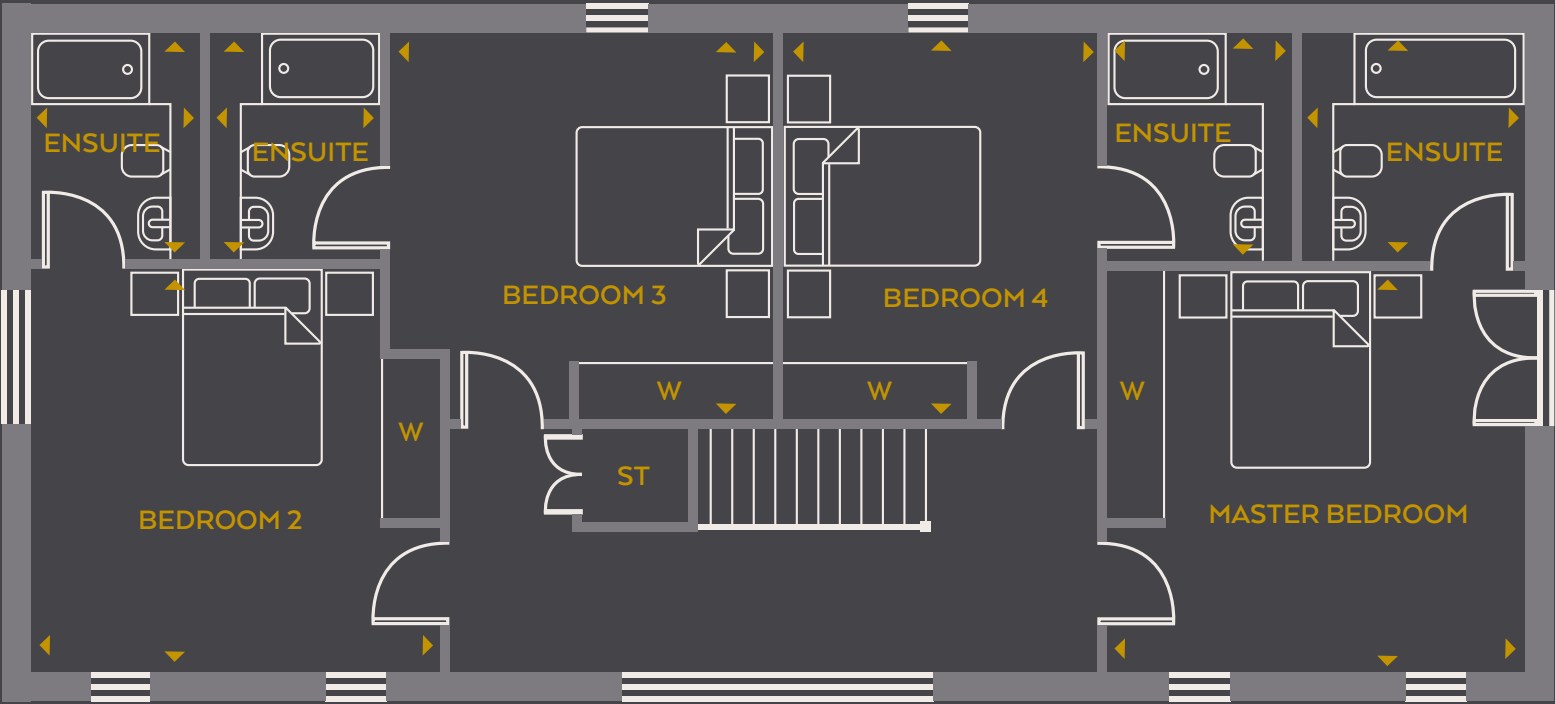 ENSUITE
ENSUITE
ENSUITE
ENSUITE
BEDROOM 3
BEDROOM 4
W
W
W
W
ST
BEDROOM 2
MASTER BEDROOM